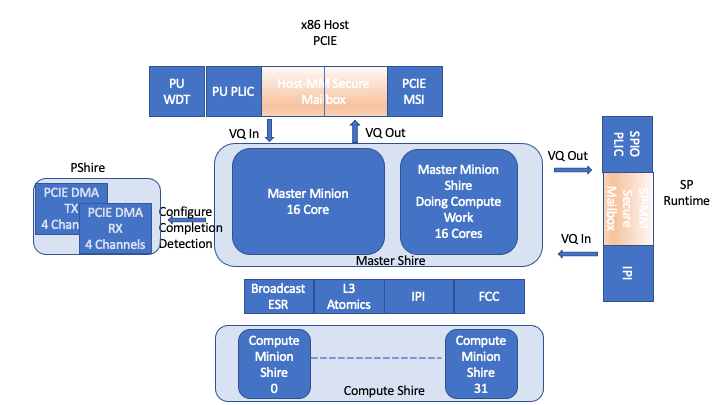 x86 Host
PCIE
PU
WDT
PU PLIC
Host-MM Secure
Mailbox
PCIE
MSI
VQ In
VQ Out
PShire
PCIE DMA
TX
4 Channels
PCIE DMA
RX
4 Channels
Configure
Completion
Detection
Master Minion
16 Core
Master Minion
Shire
Doing Compute
Work
16 Cores
Master Shire
VQ Out
VQ In
SPIO
PLIC
SP-MM
Secure
Mailbox
IPI
SP
Runtime
Broadcast
ESR
L3
Atomics
IPI
FCC
Compute
Minion
Shire
0
Compute
Minion
Shire
31
Compute Shire